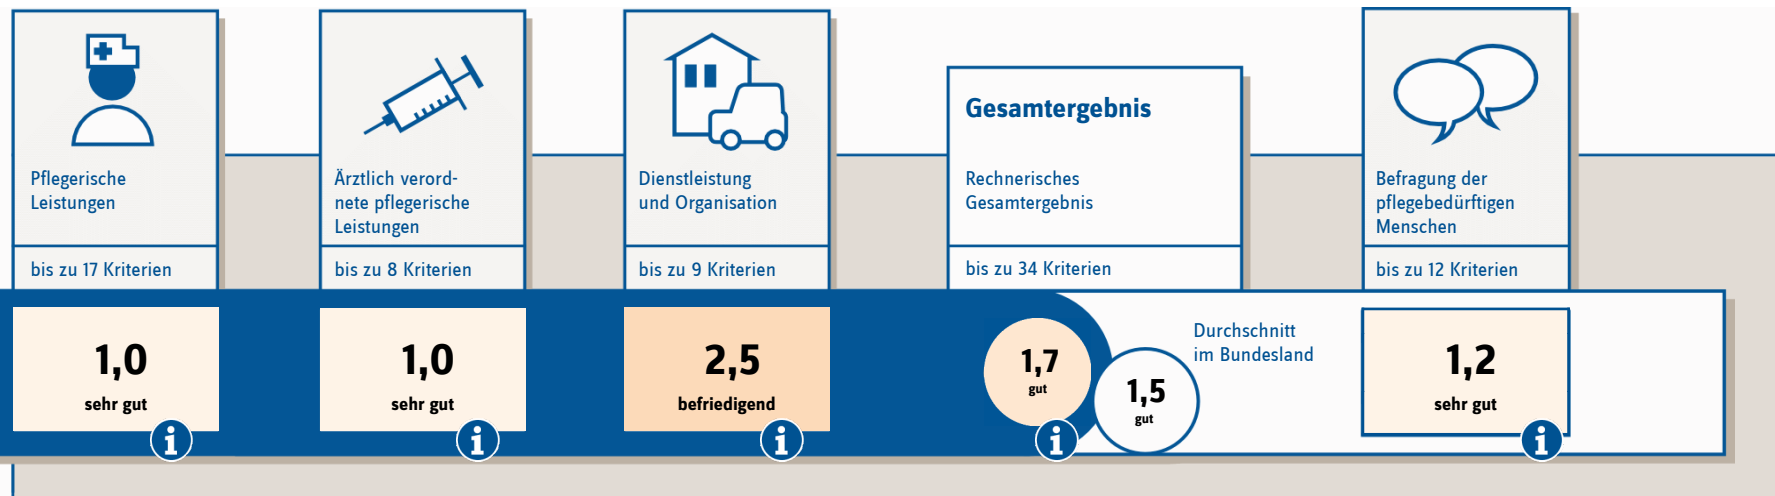 Pflegerische
Leistungen
bis zu 17 Kriterien
1,0
sehr gut
Ärztlich verord-
nete pflegerische
Leistungen
bis zu 8 Kriterien
1,0
sehr gut
Dienstleistung
und Organisation
bis zu 9 Kriterien
2,5
befriedigend
Gesamtergebnis
Rechnerisches
Gesamtergebnis
bis zu 34 Kriterien
1,7
gut
Durchschnitt
im Bundesland
1,5
gut
Befragung der
pflegebedürftigen
Menschen
bis zu 12 Kriterien
1,2
sehr gut